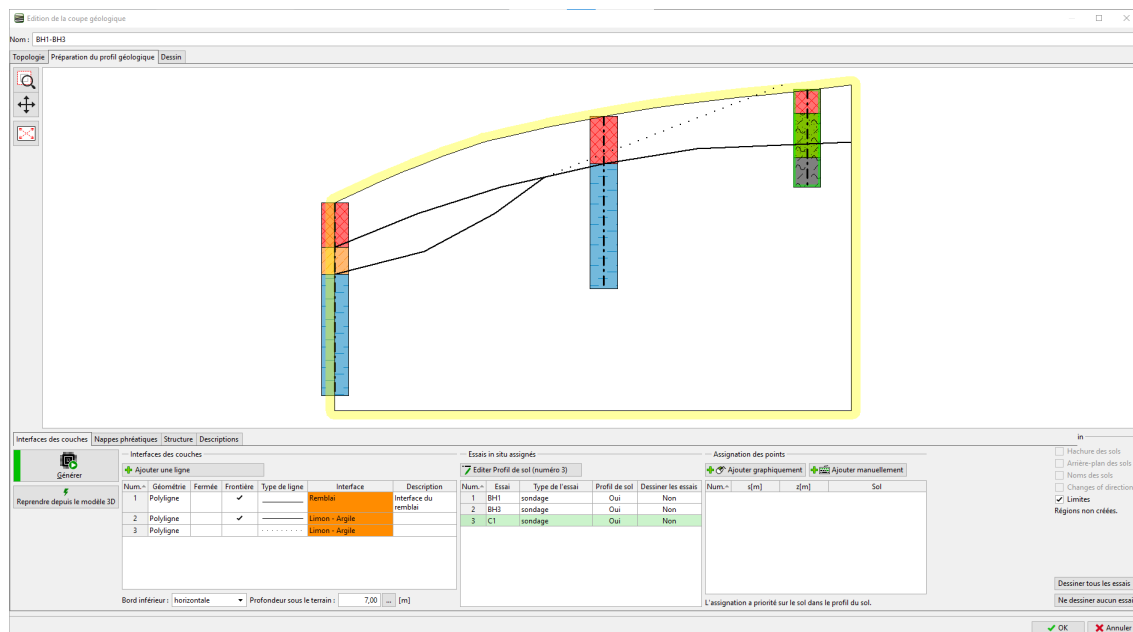 Edition de la coupe géologique
Nom : BH1-BH3
Topologie Préparation du profil géologique Dessin
Interfaces des couches Nappes phréatiques Structure Descriptions
Générer
Reprendre depuis le modèle 3D
Interfaces des couches
Ajouter une ligne
Num. Géométrie Fermée Frontière Type de ligne Interface Description
1 Polyligne Remblai Interface du
remblai
2 Polyligne Limon - Argile
3 Polyligne Limon - Argile
Bord inférieur : horizontale Profondeur sous le terrain : 7,00 ... [m]
Essais in situ assignés
Editer Profil de sol (numéro 3)
Num. Essai Type de l'essai Profil de sol Dessiner les essais
1 BH1 sondage Oui Non
2 BH3 sondage Oui Non
3 C1 sondage Oui Non
Assignation des points
Ajouter graphiquement Ajouter manuellement
Num. s[m] z[m] Sol
L'assignation a priorité sur le sol dans le profil du sol.
in
Hachure des sols
Arrière-plan des sols
Noms des sols
Changes of direction
Limites
Régions non créées.
Dessiner tous les essais
Ne dessiner aucun essai
OK Annuler